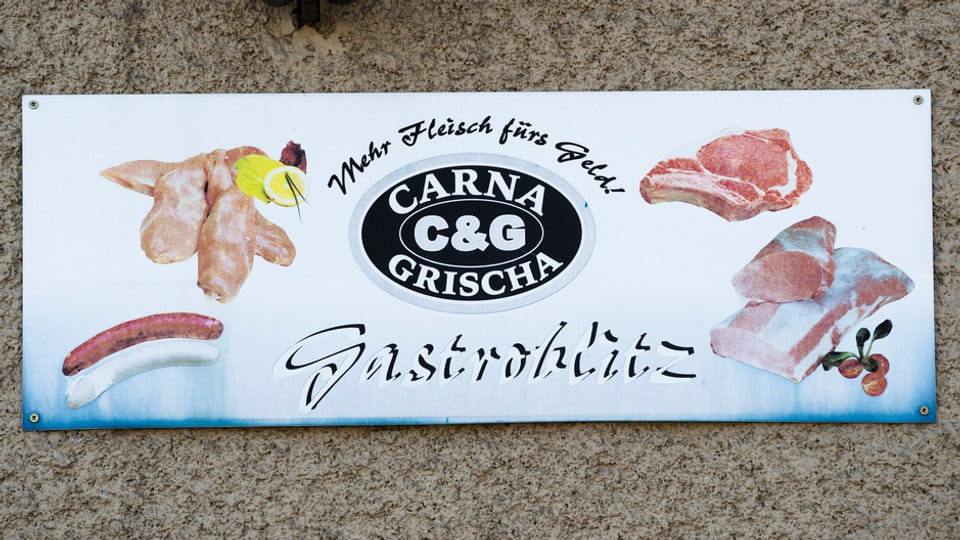 Mehr Fleisch fürs Geld!
CARNA
C&G
GRISCHA
Gastroblitz